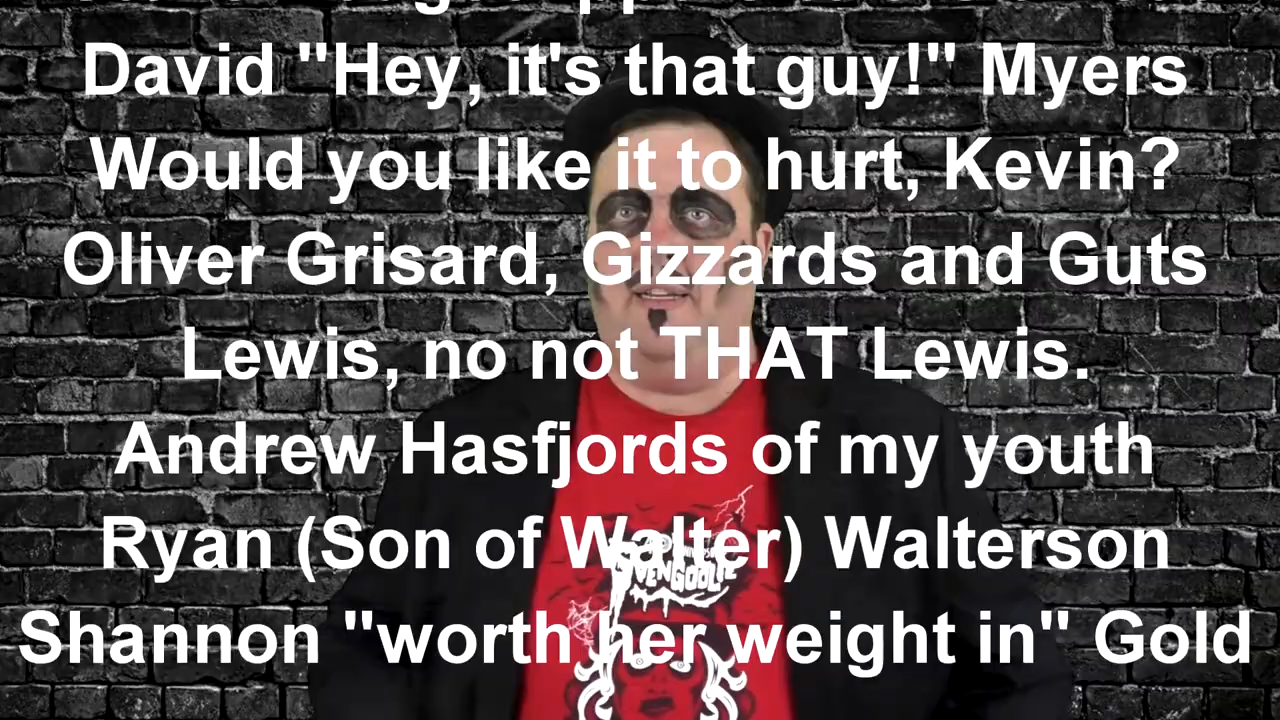 David "Hey, it's that guy!" Myers
Would you like it to hurt, Kevin?
Oliver Grisard, Gizzards and Guts
Lewis, no not THAT Lewis.
Andrew Hasfjords of my youth
Ryan (Son of Walter) Walterson
Shannon "worth her weight in" Gold
SVENGOOLIE